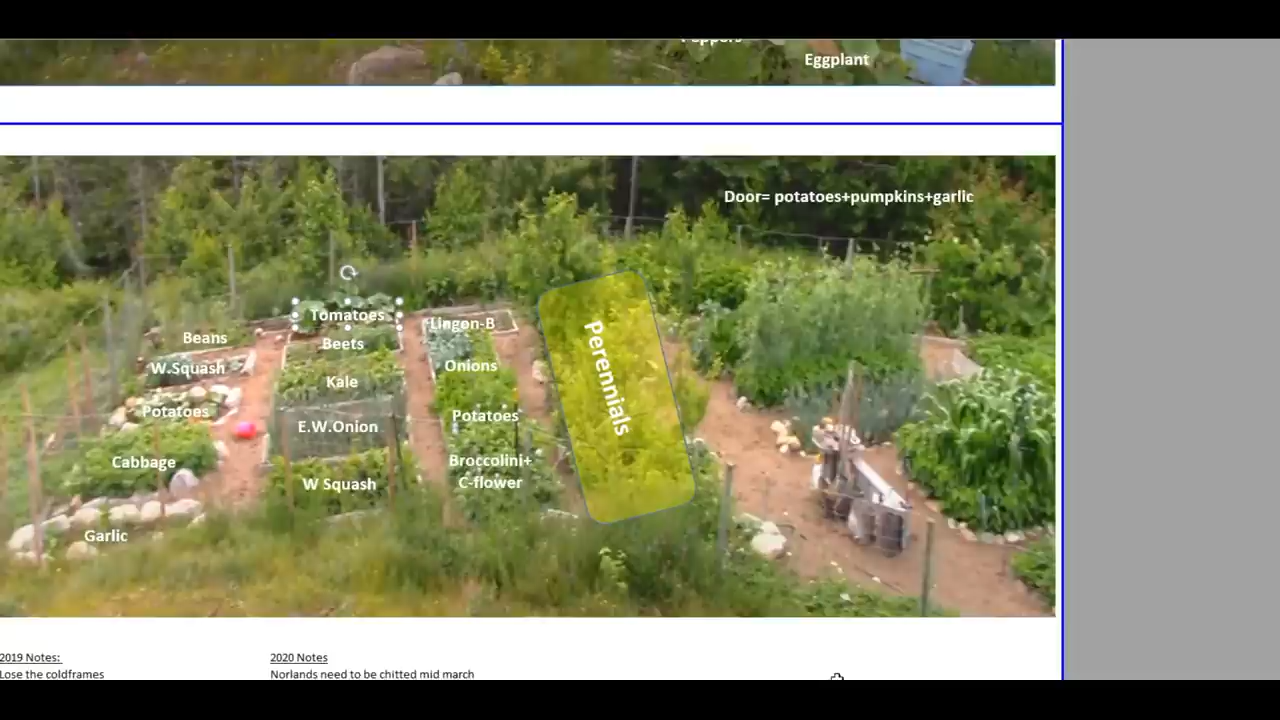 Peppers
Eggplant
Door= potatoes+pumpkins+garlic
Tomatoes
Lingon-B
Beans
Beets
W.Squash
Onions
Kale
Potatoes
Potatoes
E.W.Onion
Cabbage
Broccolini+
C-flower
W Squash
Garlic
Perennials
2019 Notes:
2020 Notes
Lose the coldframes
Norlands need to be chitted mid march